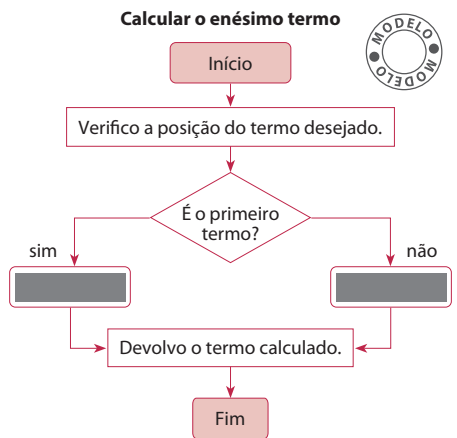 Calcular o enésimo termo
MODELO • MODELO •
Início
Verifico a posição do termo desejado.
É o primeiro
termo?
sim
não
Devolvo o termo calculado.
Fim